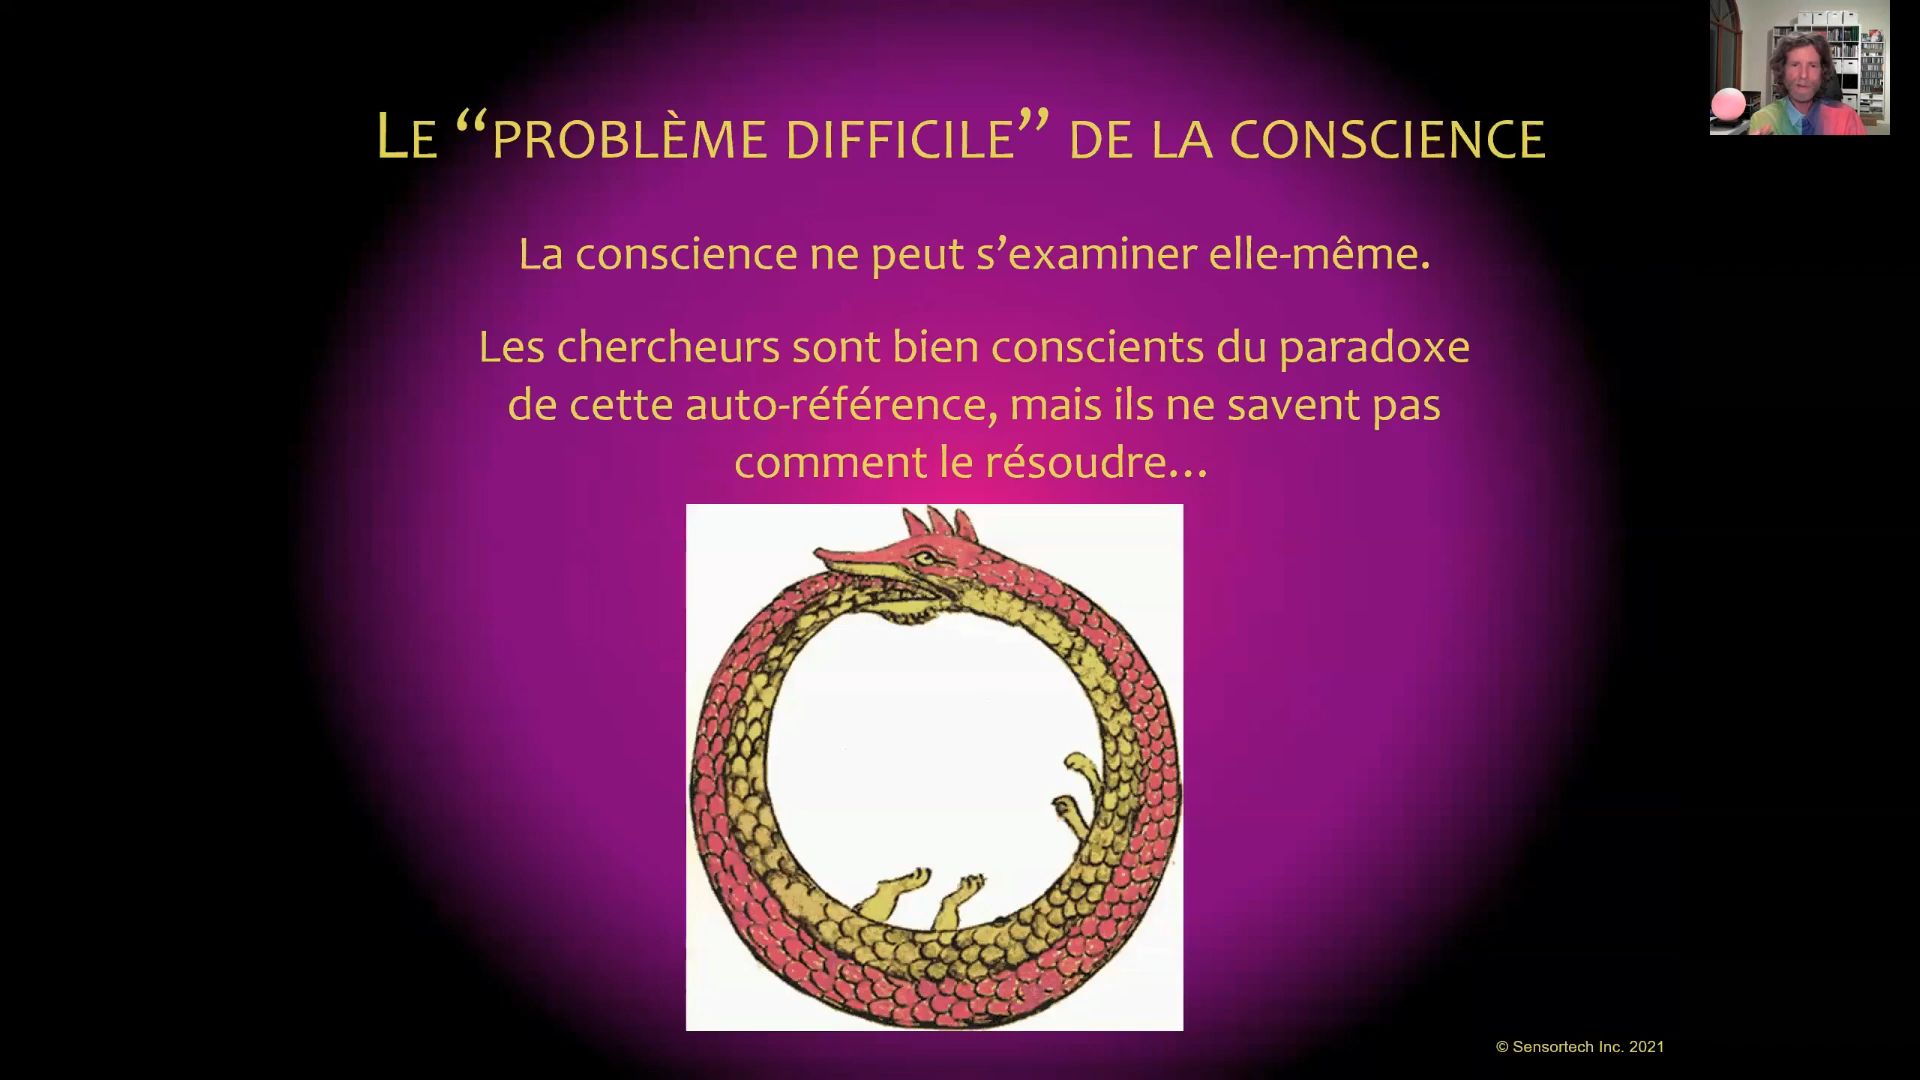 Le “problème difficile” de la conscience
La conscience ne peut s’examiner elle-même.
Les chercheurs sont bien conscients du paradoxe
de cette auto-référence, mais ils ne savent pas
comment le résoudre…
© Sensortech Inc. 2021